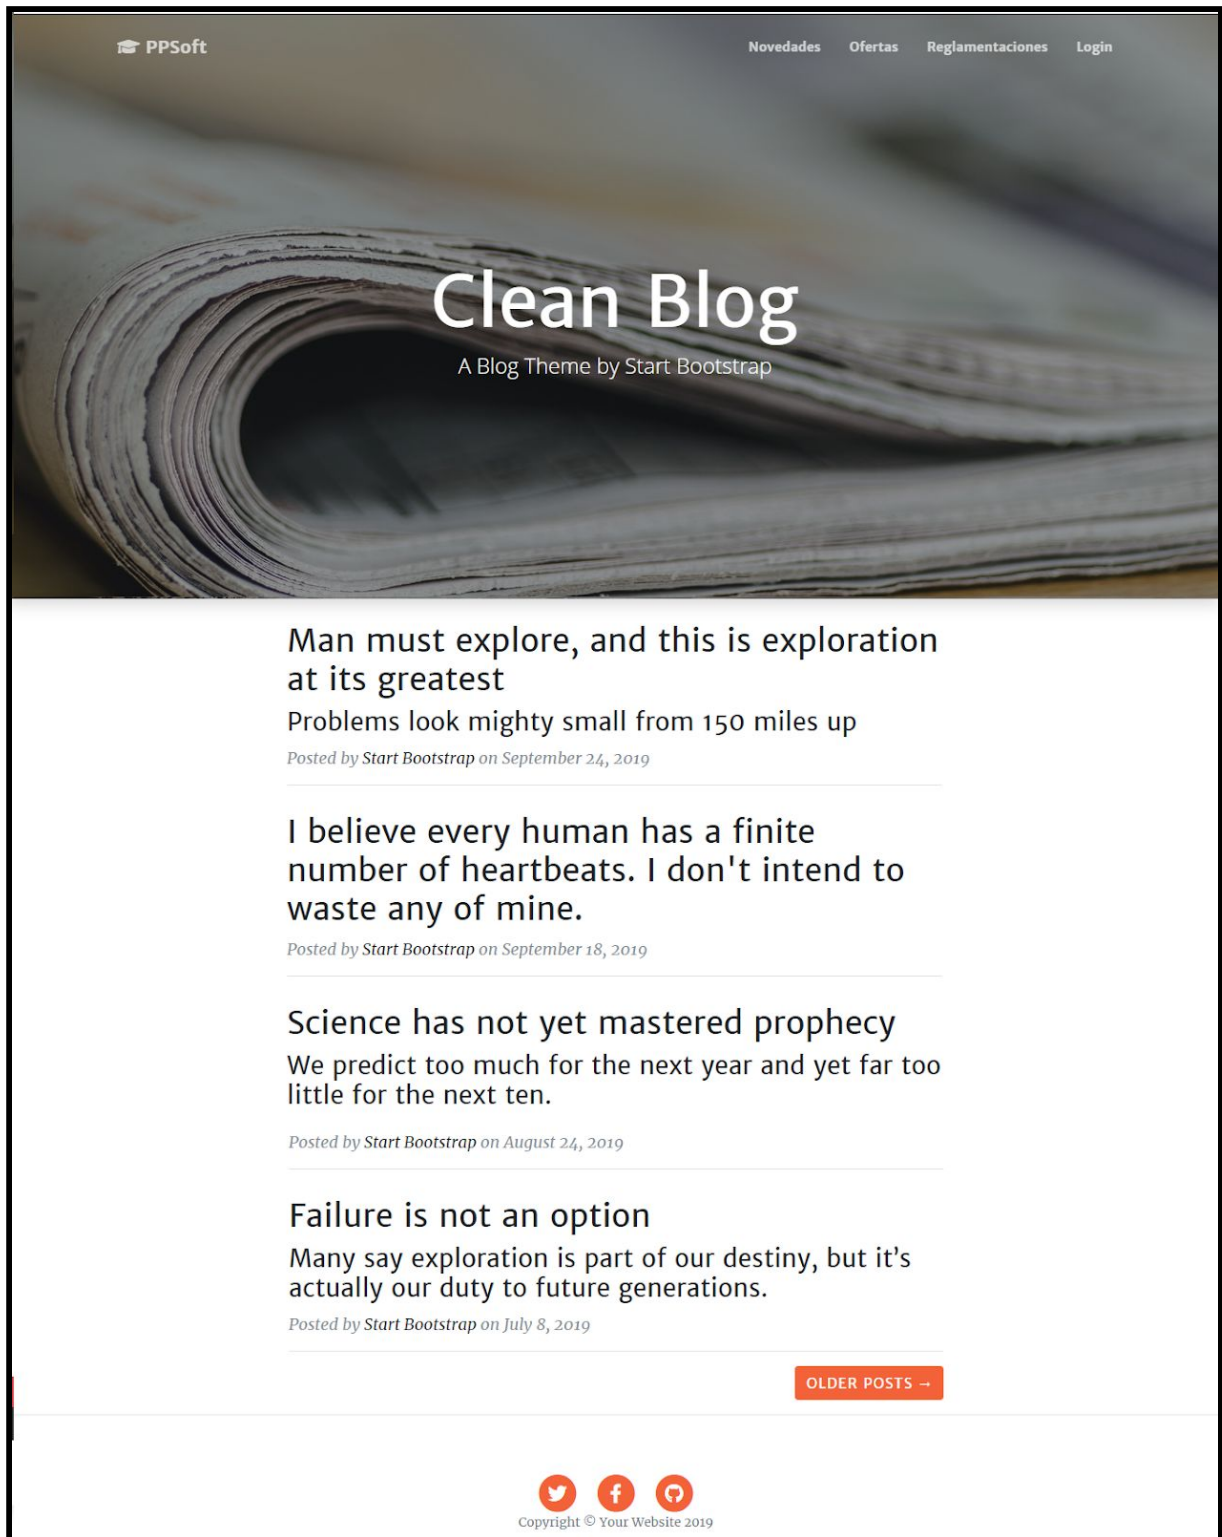 PPSoft
Novedades Ofertas Reglamentaciones Login
Clean Blog
A Blog Theme by Start Bootstrap
Man must explore, and this is exploration
at its greatest
Problems look mighty small from 150 miles up
Posted by Start Bootstrap on September 24, 2019
I believe every human has a finite
number of heartbeats. I don't intend to
waste any of mine.
Posted by Start Bootstrap on September 18, 2019
Science has not yet mastered prophecy
We predict too much for the next year and yet far too
little for the next ten.
Posted by Start Bootstrap on August 24, 2019
Failure is not an option
Many say exploration is part of our destiny, but it’s
actually our duty to future generations.
Posted by Start Bootstrap on July 8, 2019
OLDER POSTS →
Copyright © Your Website 2019